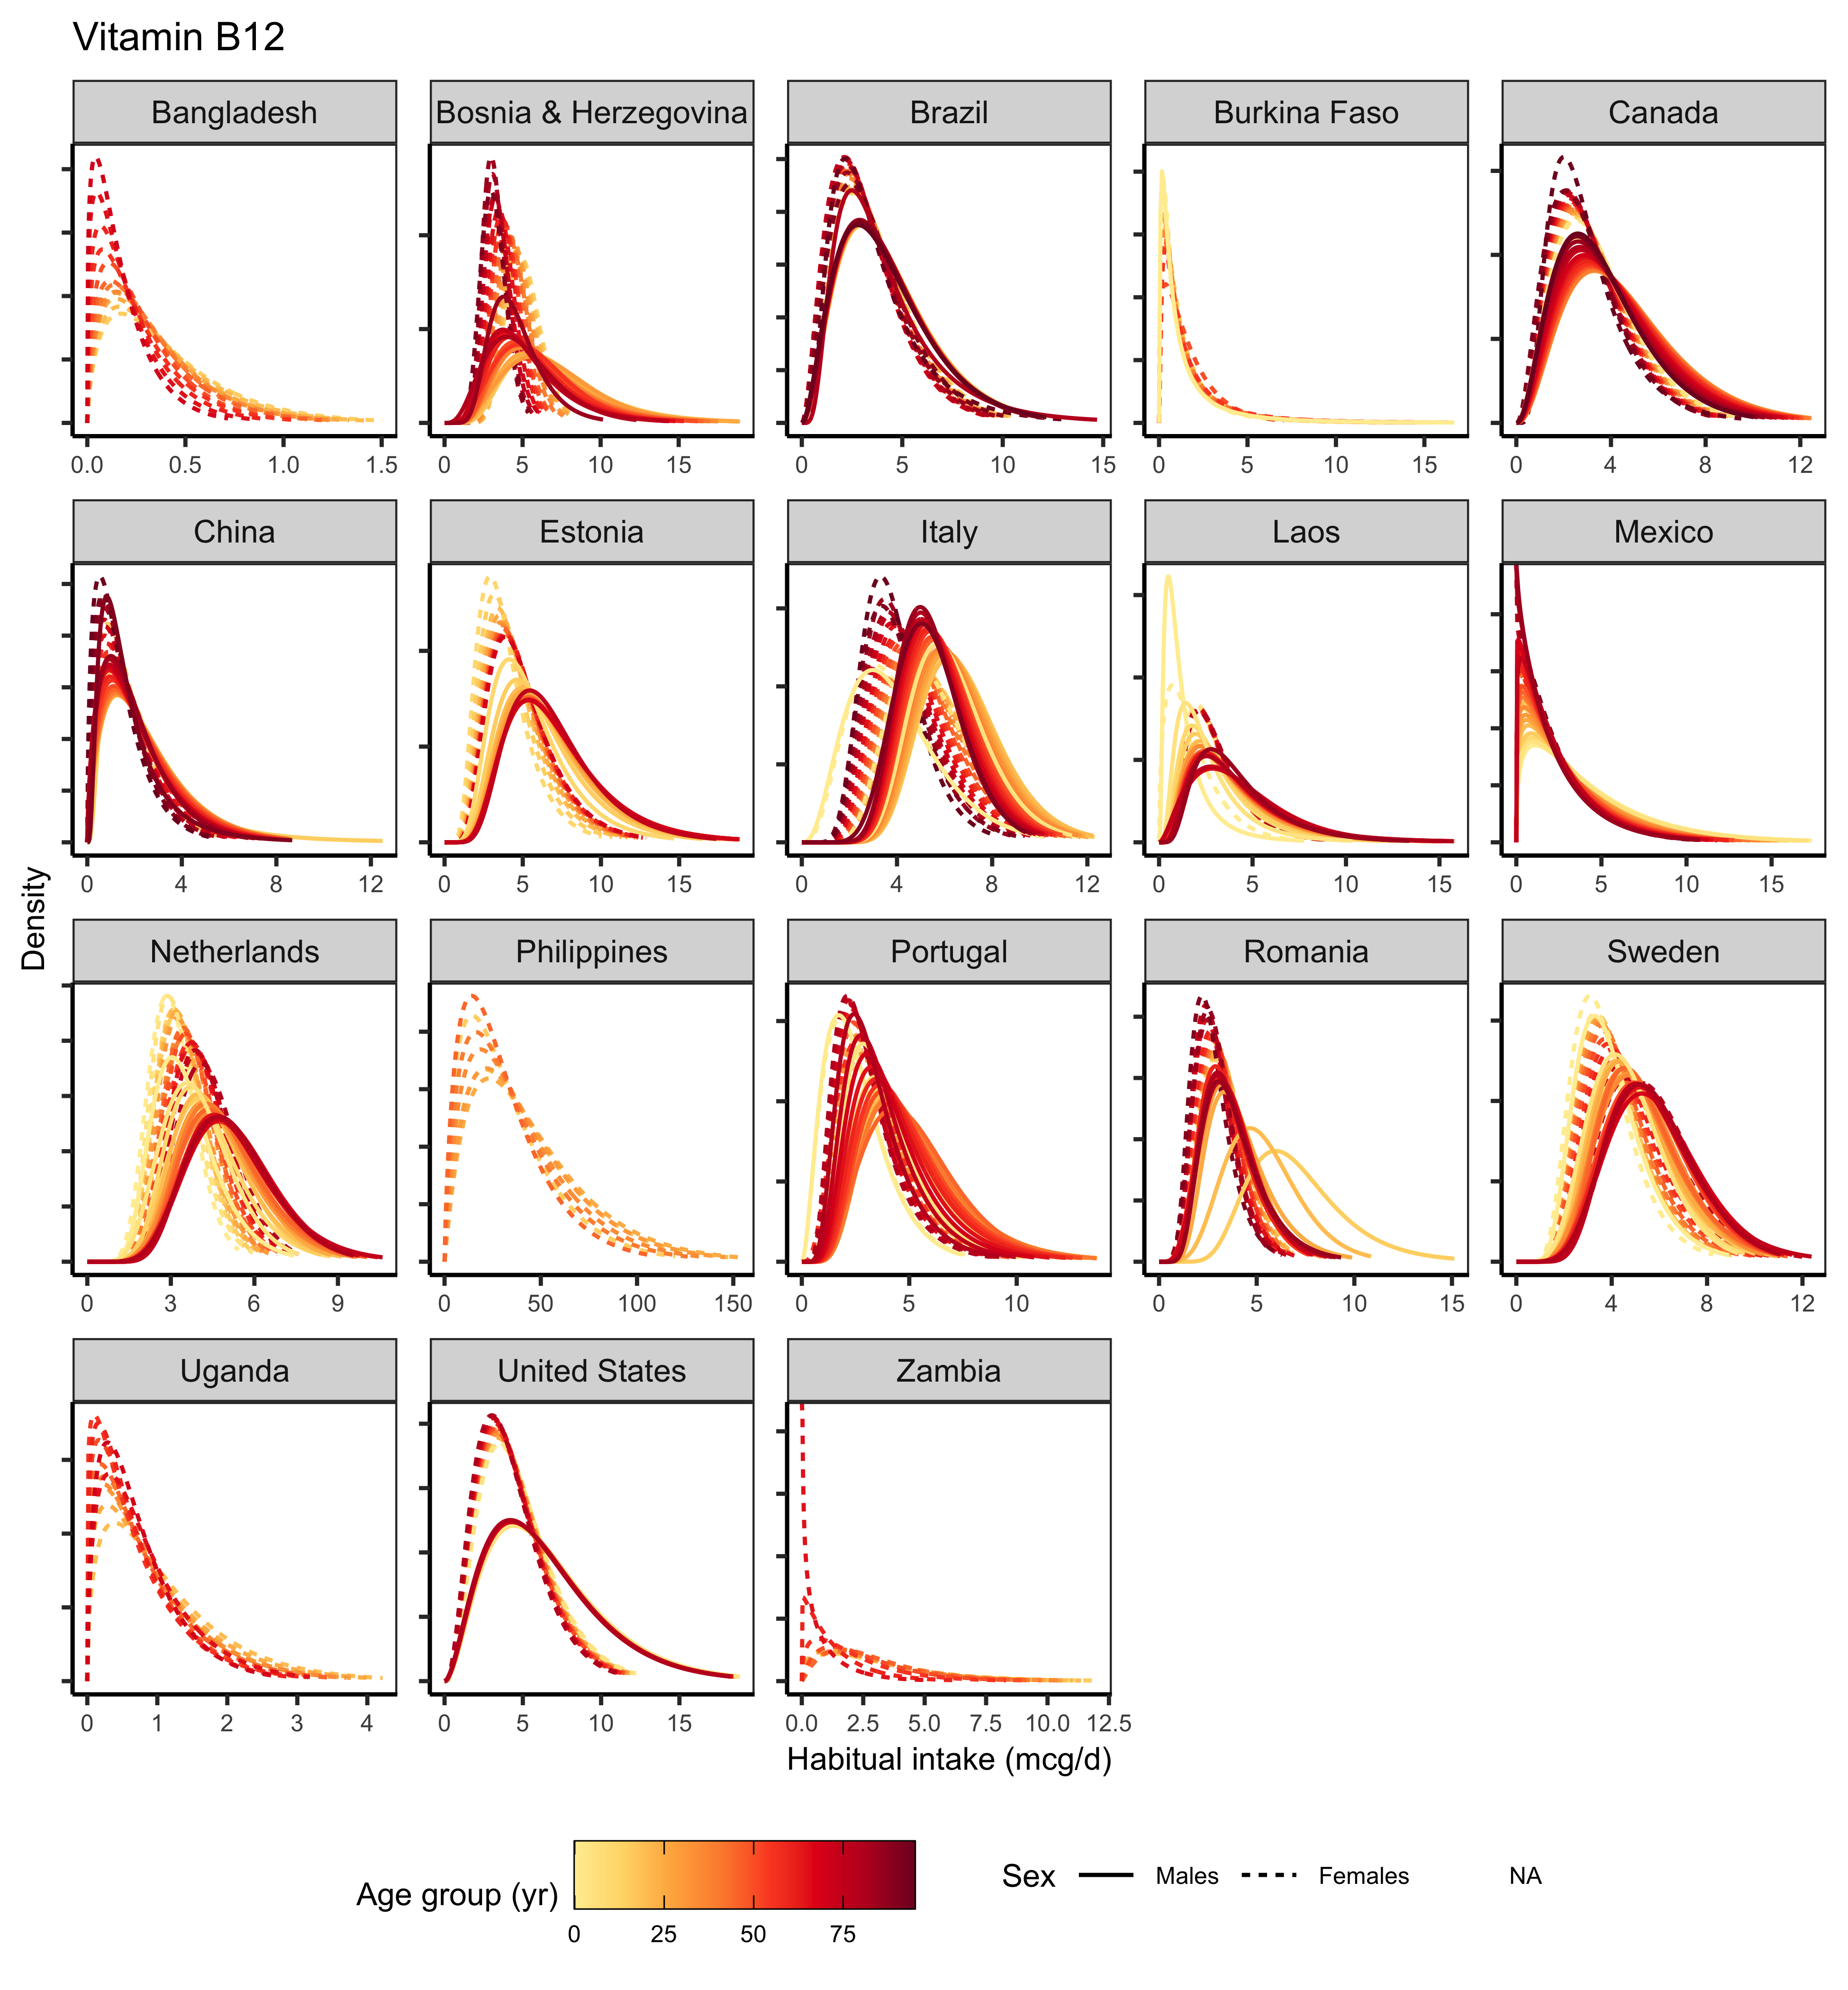 Vitamin B12
Bangladesh
Bosnia & Herzegovina
Brazil
Burkina Faso
Canada
0.0 0.5 1.0 1.5
0 5 10 15
0 5 10 15
0 5 10 15
0 4 8 12
China
Estonia
Italy
Laos
Mexico
0 4 8 12
0 5 10 15
0 4 8
0 5 10 15
0 5 10 15
Density
Netherlands
Philippines
Portugal
Romania
Sweden
0 3 6 9
0 50 100 150
0 5 10
0 5 10 15
0 4 8 12
Uganda
United States
Zambia
0 1 2 3 4
0 5 10 15
0.0 2.5 5.0 7.5 10.0 12.5
Habitual intake (mcg/d)
Age group (yr)
0 25 50 75
Sex Males Females NA